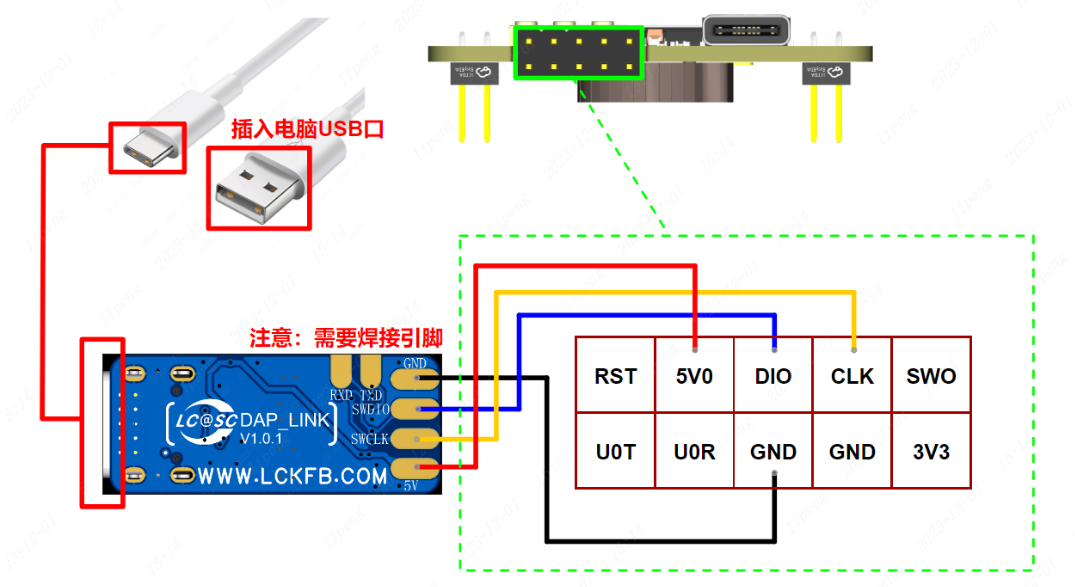 插入电脑USB口
注意：需要焊接引脚
GND
RXD TXD
SWDIO
LC@SC DAP_LINK
V1.0.1
SWCLK
WWW.LCKFB.COM
5V
RST 5V0 DIO CLK SWO
U0T U0R GND GND 3V3